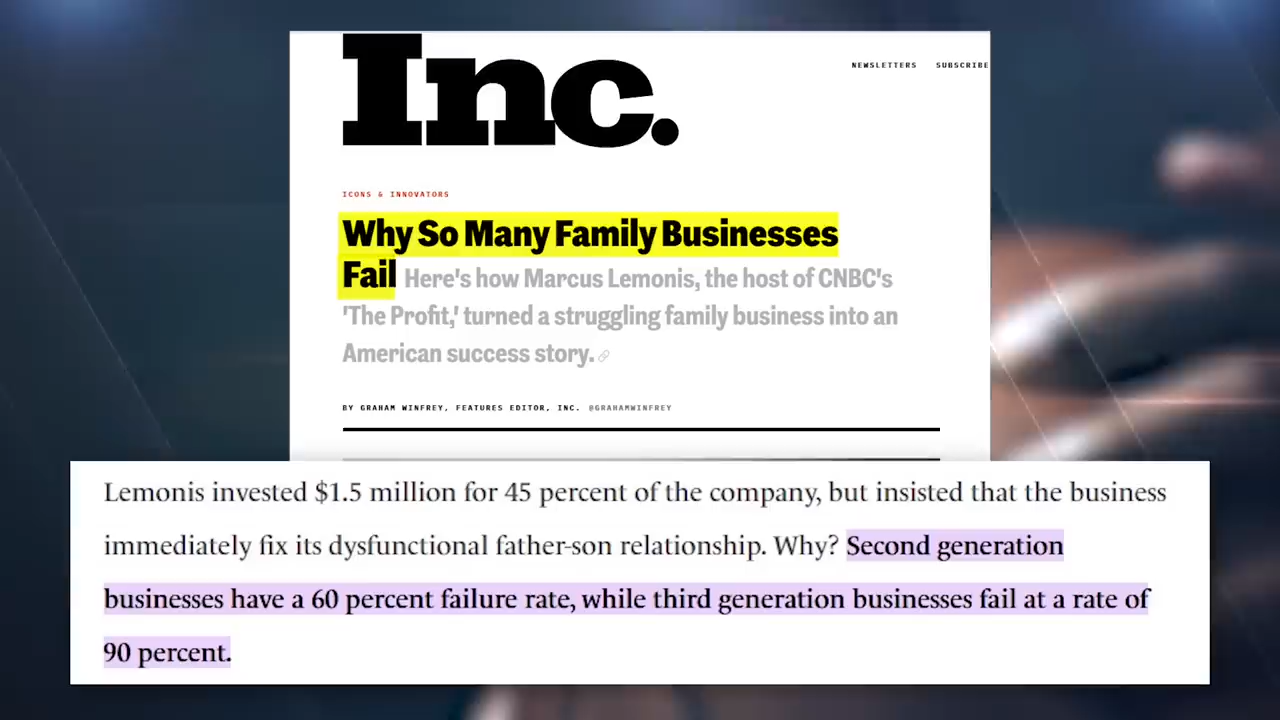 Inc.
NEWSLETTERS SUBSCRIBE
ICONS & INNOVATORS
Why So Many Family Businesses
Fail Here's how Marcus Lemonis, the host of CNBC's
'The Profit,' turned a struggling family business into an
American success story.
BY GRAHAM WINFREY, FEATURES EDITOR, INC. @GRAHAMWINFREY
Lemonis invested $1.5 million for 45 percent of the company, but insisted that the business
immediately fix its dysfunctional father-son relationship. Why? Second generation
businesses have a 60 percent failure rate, while third generation businesses fail at a rate of
90 percent.